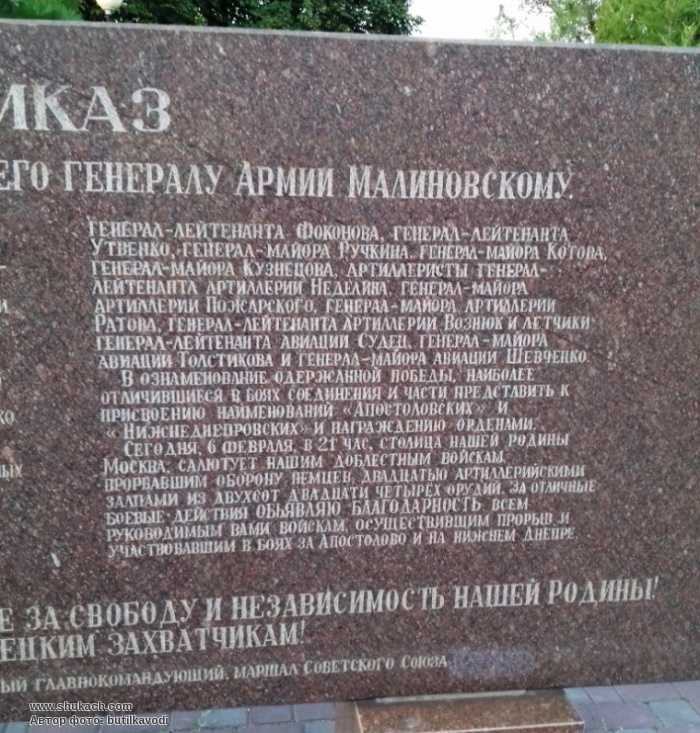 ИКАЗ
ЕГО ГЕНЕРАЛУ АРМИИ МАЛИНОВСКОМУ.
ГЕНЕРАЛ-ЛЕЙТЕНАНТА ФОКОНОВА, ГЕНЕРАЛ-ЛЕЙТЕНАНТА
УТВЕНКО, ГЕНЕРАЛ-МАЙОРА РУЧКИНА, ГЕНЕРАЛ-МАЙОРА КОТОВА,
ГЕНЕРАЛ-МАЙОРА КУЗНЕЦОВА, АРТИЛЛЕРИСТЫ ГЕНЕРАЛ-
ЛЕЙТЕНАНТА АРТИЛЛЕРИИ НЕДЕЛИНА, ГЕНЕРАЛ-МАЙОРА
АРТИЛЛЕРИИ ПОЖАРСКОГО, ГЕНЕРАЛ-МАЙОРА АРТИЛЛЕРИИ
РАТОВА, ГЕНЕРАЛ-ЛЕЙТЕНАНТА АРТИЛЛЕРИИ ВОЗНЮК И ЛЕТЧИКИ
ГЕНЕРАЛ-ЛЕЙТЕНАНТА АВИАЦИИ СУДЕЦ, ГЕНЕРАЛ-МАЙОРА
АВИАЦИИ ТОЛСТИКОВА И ГЕНЕРАЛ-МАЙОРА АВИАЦИИ ШЕВЧЕНКО.
В ОЗНАМЕНОВАНИЕ ОДЕРЖАННОЙ ПОБЕДЫ, НАИБОЛЕЕ
ОТЛИЧИВШИЕСЯ В БОЯХ СОЕДИНЕНИЯ И ЧАСТИ ПРЕДСТАВИТЬ К
ПРИСВОЕНИЮ НАИМЕНОВАНИЙ «АПОСТОЛОВСКИХ» И
«НИЖНЕДНЕПРОВСКИХ» И НАГРАЖДЕНИЮ ОРДЕНАМИ.
СЕГОДНЯ, 6 ФЕВРАЛЯ, В 21 ЧАС, СТОЛИЦА НАШЕЙ РОДИНЫ
МОСКВА, САЛЮТУЕТ НАШИМ ДОБЛЕСТНЫМ ВОЙСКАМ,
ПРОРВАВШИМ ОБОРОНУ НЕМЦЕВ, ДВАДЦАТЬЮ АРТИЛЛЕРИЙСКИМИ
ЗАЛПАМИ ИЗ ДВУХСОТ ДВАДЦАТИ ЧЕТЫРЕХ ОРУДИЙ. ЗА ОТЛИЧНЫЕ
БОЕВЫЕ ДЕЙСТВИЯ ОБЬЯВЛЯЮ БЛАГОДАРНОСТЬ ВСЕМ
РУКОВОДИМЫМ ВАМИ ВОЙСКАМ, ОСУЩЕСТВИВШИМ ПРОРЫВ И
УЧАСТВОВАВШИМ В БОЯХ ЗА АПОСТОЛОВО И НА НИЖНЕМ ДНЕПРЕ.
Е ЗА СВОБОДУ И НЕЗАВИСИМОСТЬ НАШЕЙ РОДИНЫ!
ЕЦКИМ ЗАХВАТЧИКАМ!
ЫЙ ГЛАВНОКОМАНДУЮЩИЙ, МАРШАЛ СОВЕТСКОГО СОЮЗА
www.shukach.com
Автор фото: butilkavodi